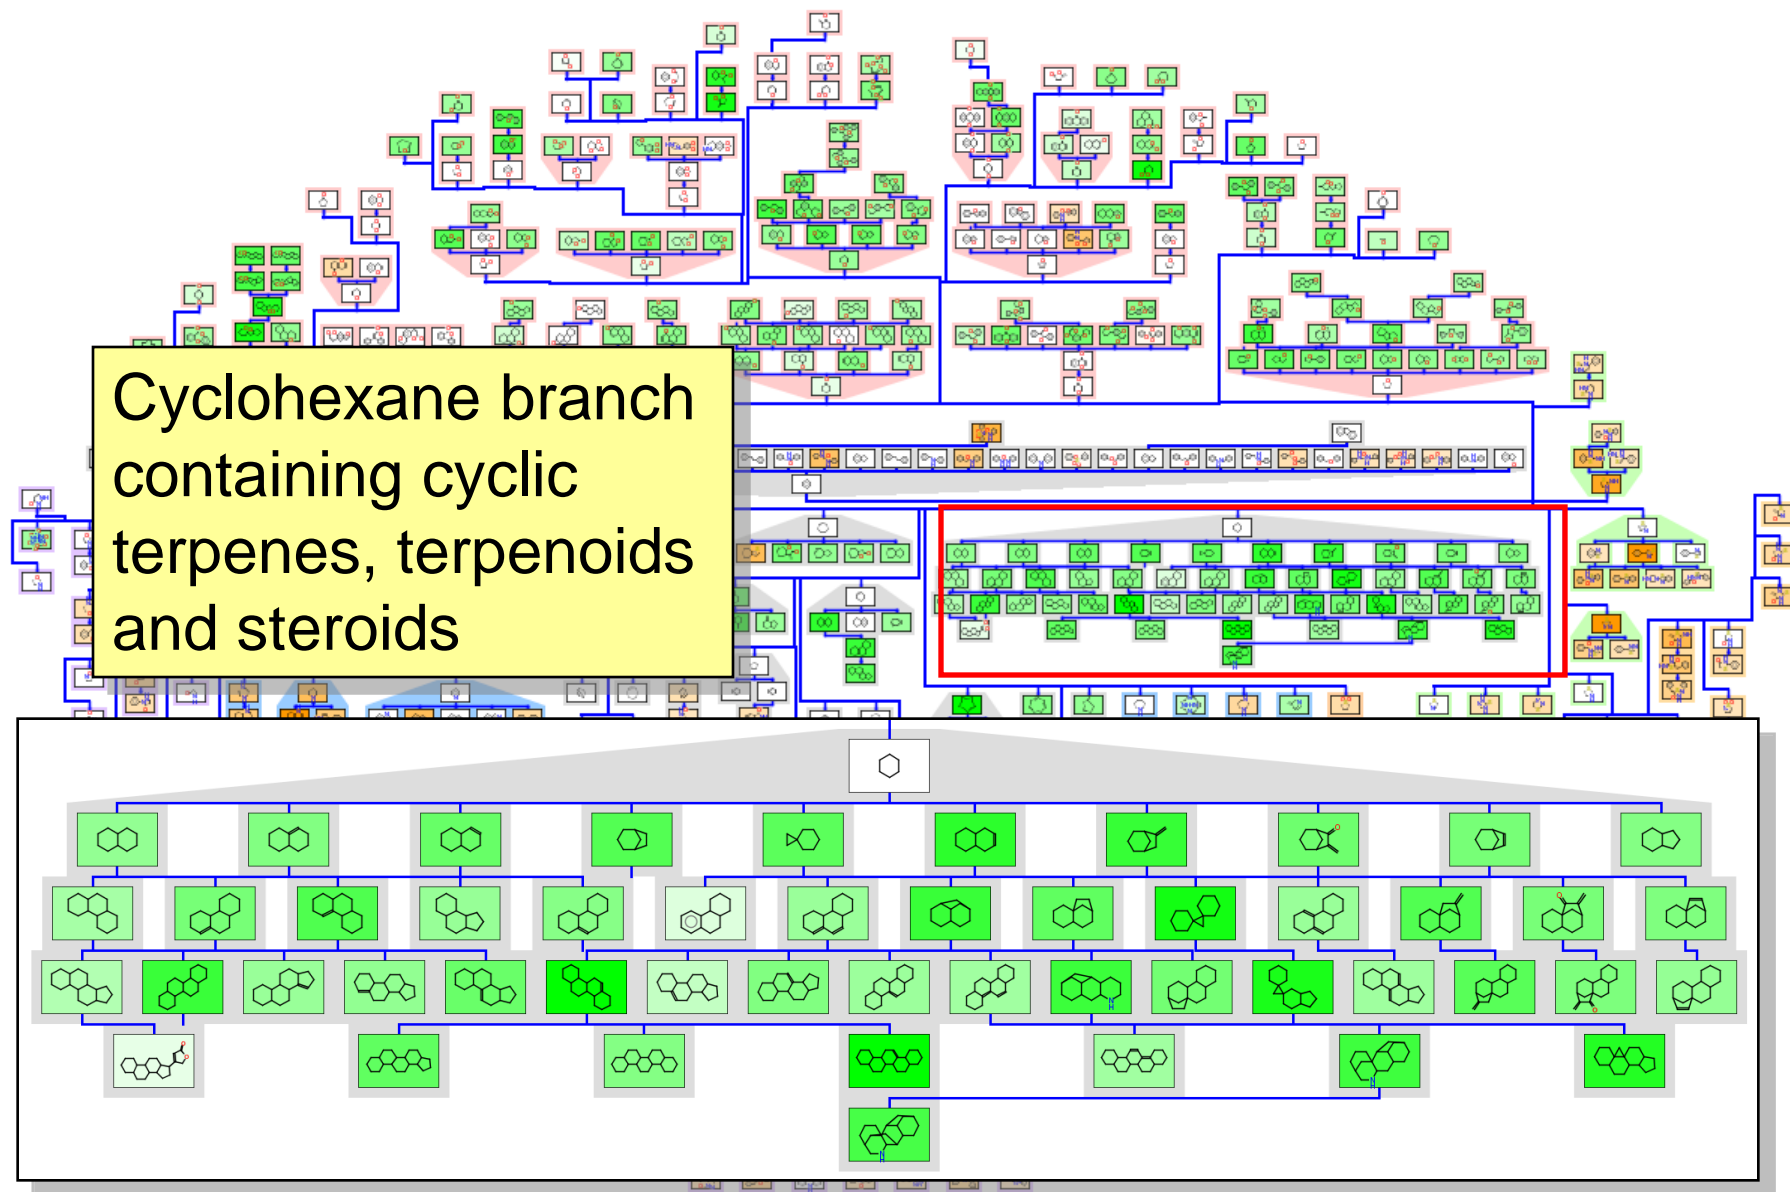 Cyclohexane branch
containing cyclic
terpenes, terpenoids
and steroids